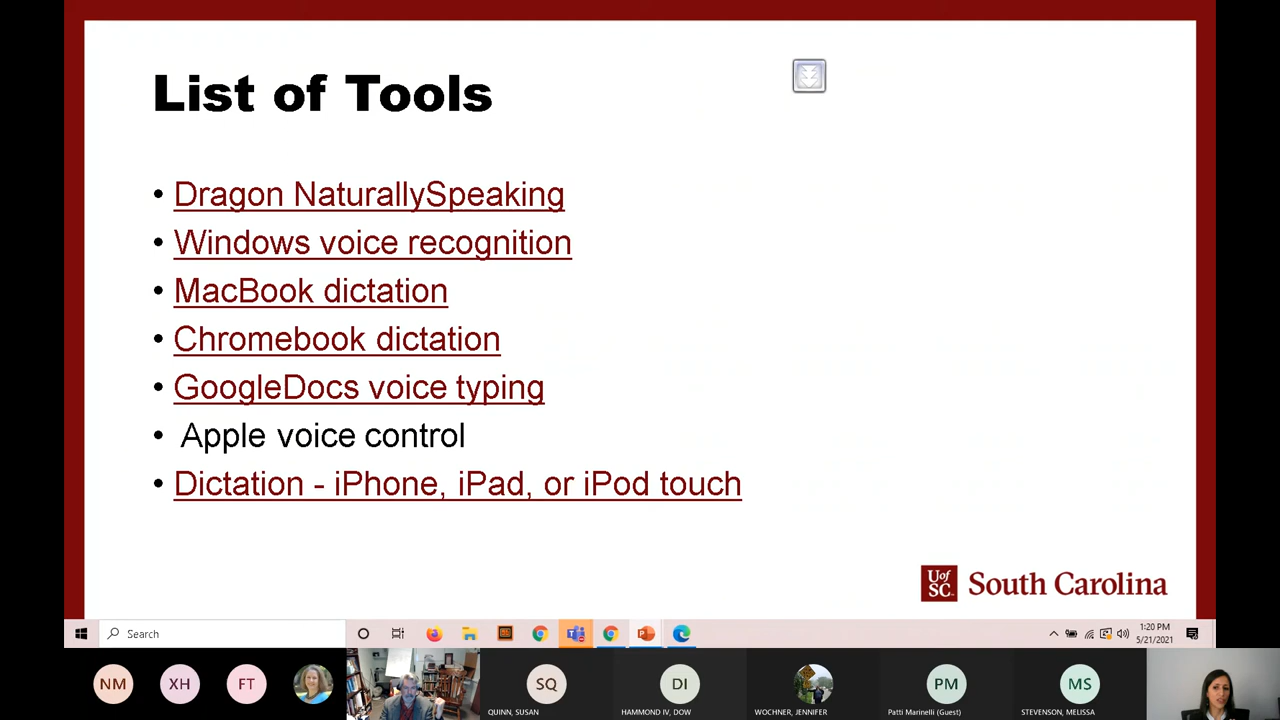 List of Tools
• Dragon NaturallySpeaking
• Windows voice recognition
• MacBook dictation
• Chromebook dictation
• GoogleDocs voice typing
• Apple voice control
• Dictation - iPhone, iPad, or iPod touch
UofSC South Carolina
Search
1:20 PM
5/21/2021
NM XH FT SQ DI PM MS
QUINN, SUSAN HAMMOND IV, DOW WOCHNER, JENNIFER Patti Marinelli (Guest) STEVENSON, MELISSA